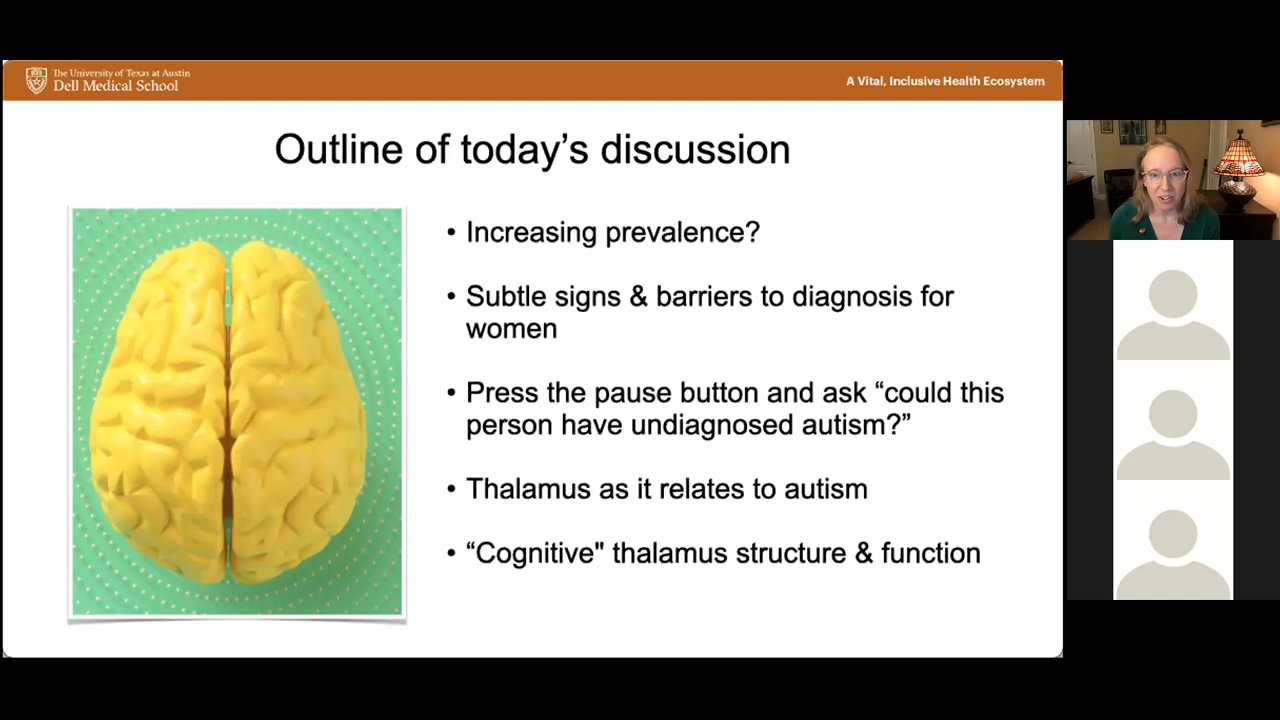 The University of Texas at Austin
Dell Medical School
A Vital, Inclusive Health Ecosystem
Outline of today’s discussion
• Increasing prevalence?
• Subtle signs & barriers to diagnosis for
women
• Press the pause button and ask “could this
person have undiagnosed autism?”
• Thalamus as it relates to autism
• “Cognitive" thalamus structure & function